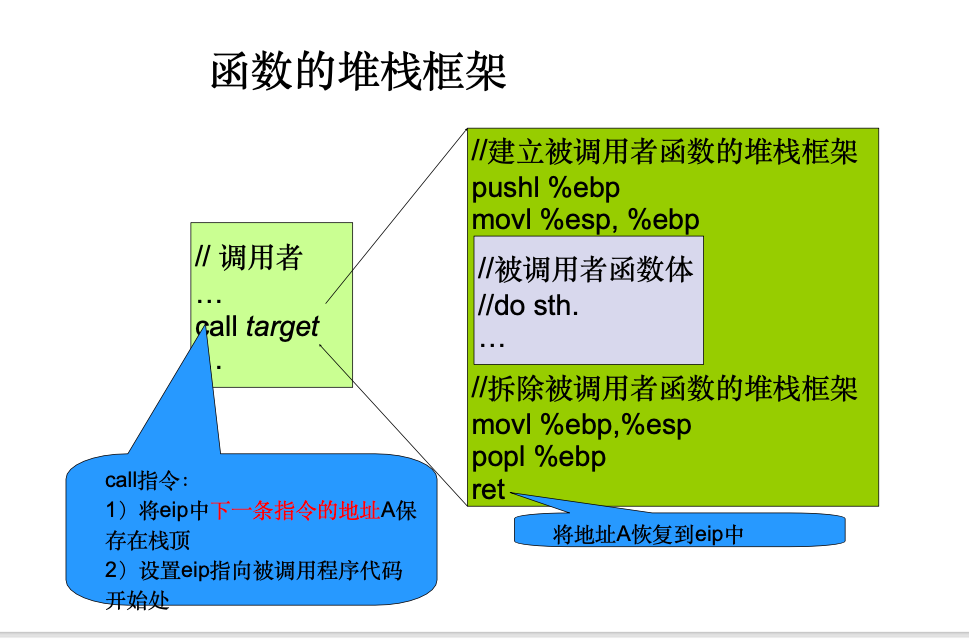 函数的堆栈框架
// 调用者
…
call target
…
call指令：
1）将eip中下一条指令的地址A保
存在栈顶
2）设置eip指向被调用程序代码
开始处
//建立被调用者函数的堆栈框架
pushl %ebp
movl %esp, %ebp
//被调用者函数体
//do sth.
…
//拆除被调用者函数的堆栈框架
movl %ebp,%esp
popl %ebp
ret
将地址A恢复到eip中